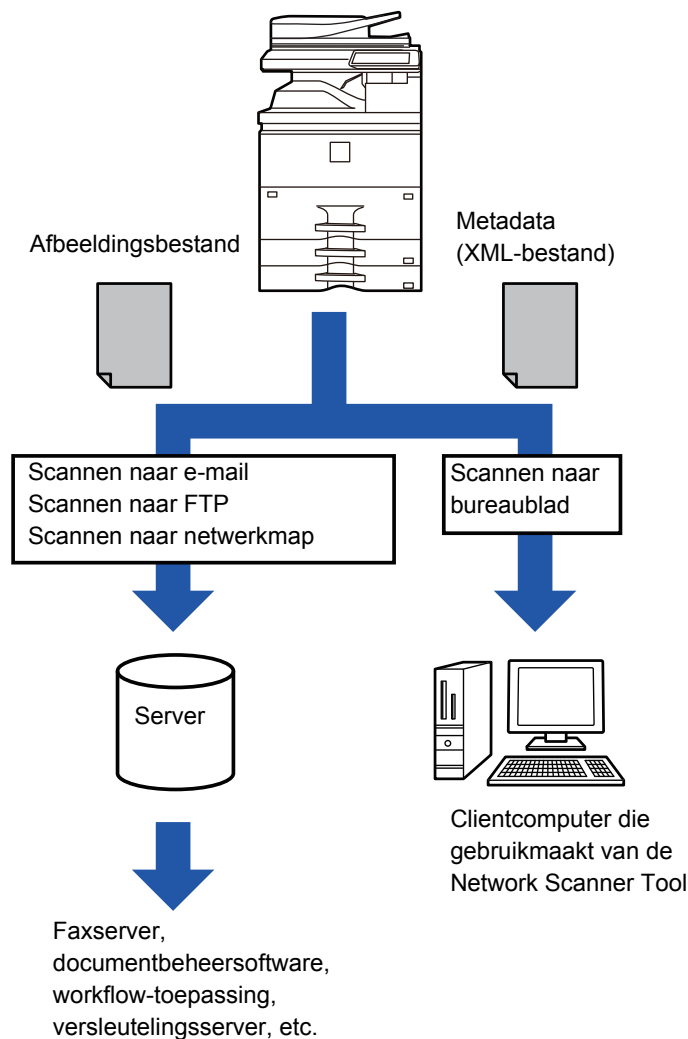 Afbeeldingsbestand
Metadata
(XML-bestand)
Scannen naar e-mail
Scannen naar FTP
Scannen naar netwerkmap
Scannen naar
bureaublad
Server
Clientcomputer die
gebruikmaakt van de
Network Scanner Tool
Faxserver,
documentbeheersoftware,
workflow-toepassing,
versleutelingsserver, etc.